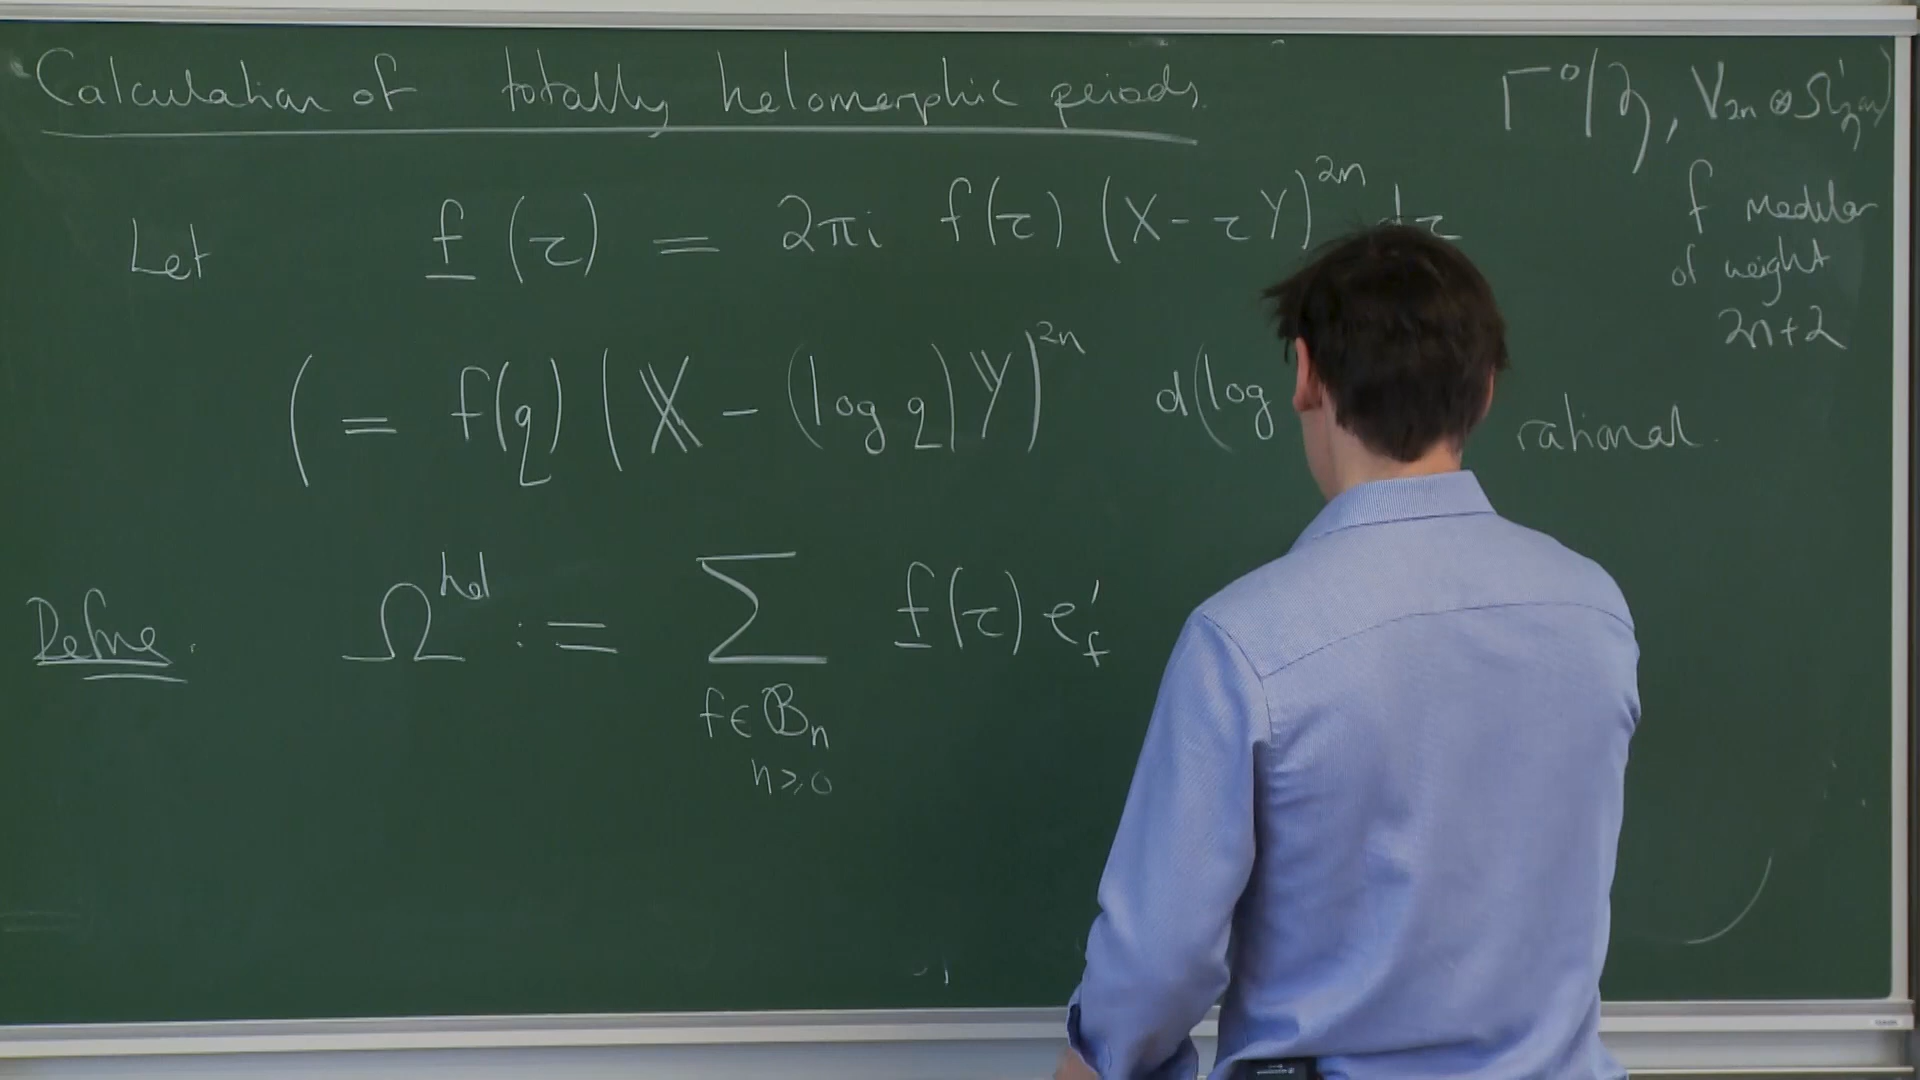 Calculation of totally holomorphic periods.
Γ⁰(𝔥, V₂ₙ ⊗ Ω¹
f modular
of weight
2n+2
Let f(τ) = 2πi f(τ) (X - τY)²ⁿ dτ
( = f(q) (𝕏 - (log q) 𝕐)²ⁿ d(log
rational.
Define. Ω^hol := Σ f(τ) e'_f
f ∈ 𝓑ₙ
n ≥ 0